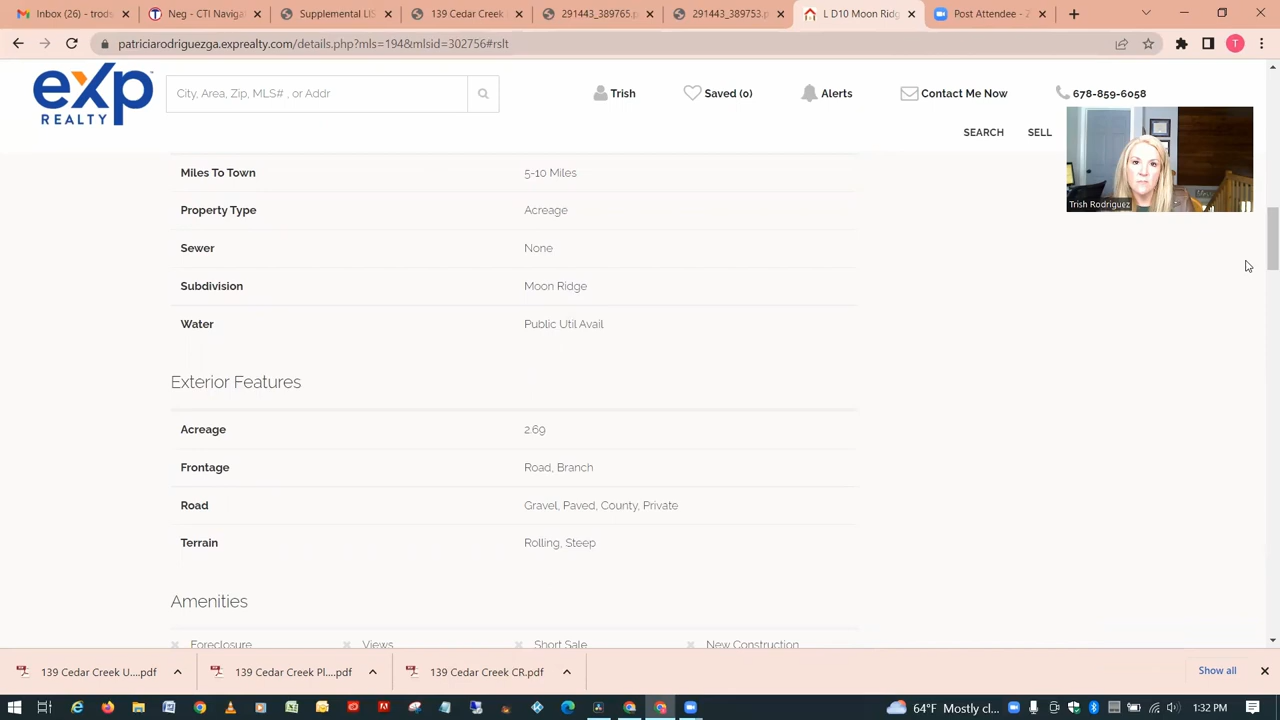 Inbox (26) - trods
Neg - CTI Navigat
Supplemental LIS
139 Cedar Creek
291443_389765.p
291443_389753.p
L D10 Moon Ridg
Post Attendee - Z
patriciarodriguezga.exprealty.com/details.php?mls=194&mlsid=302756#rslt
T
eXp
REALTY
City, Area, Zip, MLS# , or Addr
Trish
Saved (0)
Alerts
Contact Me Now
678-859-6058
SEARCH
SELL
Trish Rodriguez
Miles To Town
5-10 Miles
Property Type
Acreage
Sewer
None
Subdivision
Moon Ridge
Water
Public Util Avail
Exterior Features
Acreage
2.69
Frontage
Road, Branch
Road
Gravel, Paved, County, Private
Terrain
Rolling, Steep
Amenities
Foreclosure
Views
Short Sale
New Construction
139 Cedar Creek U....pdf
139 Cedar Creek Pl....pdf
139 Cedar Creek CR.pdf
Show all
64°F Mostly cl...
1:32 PM